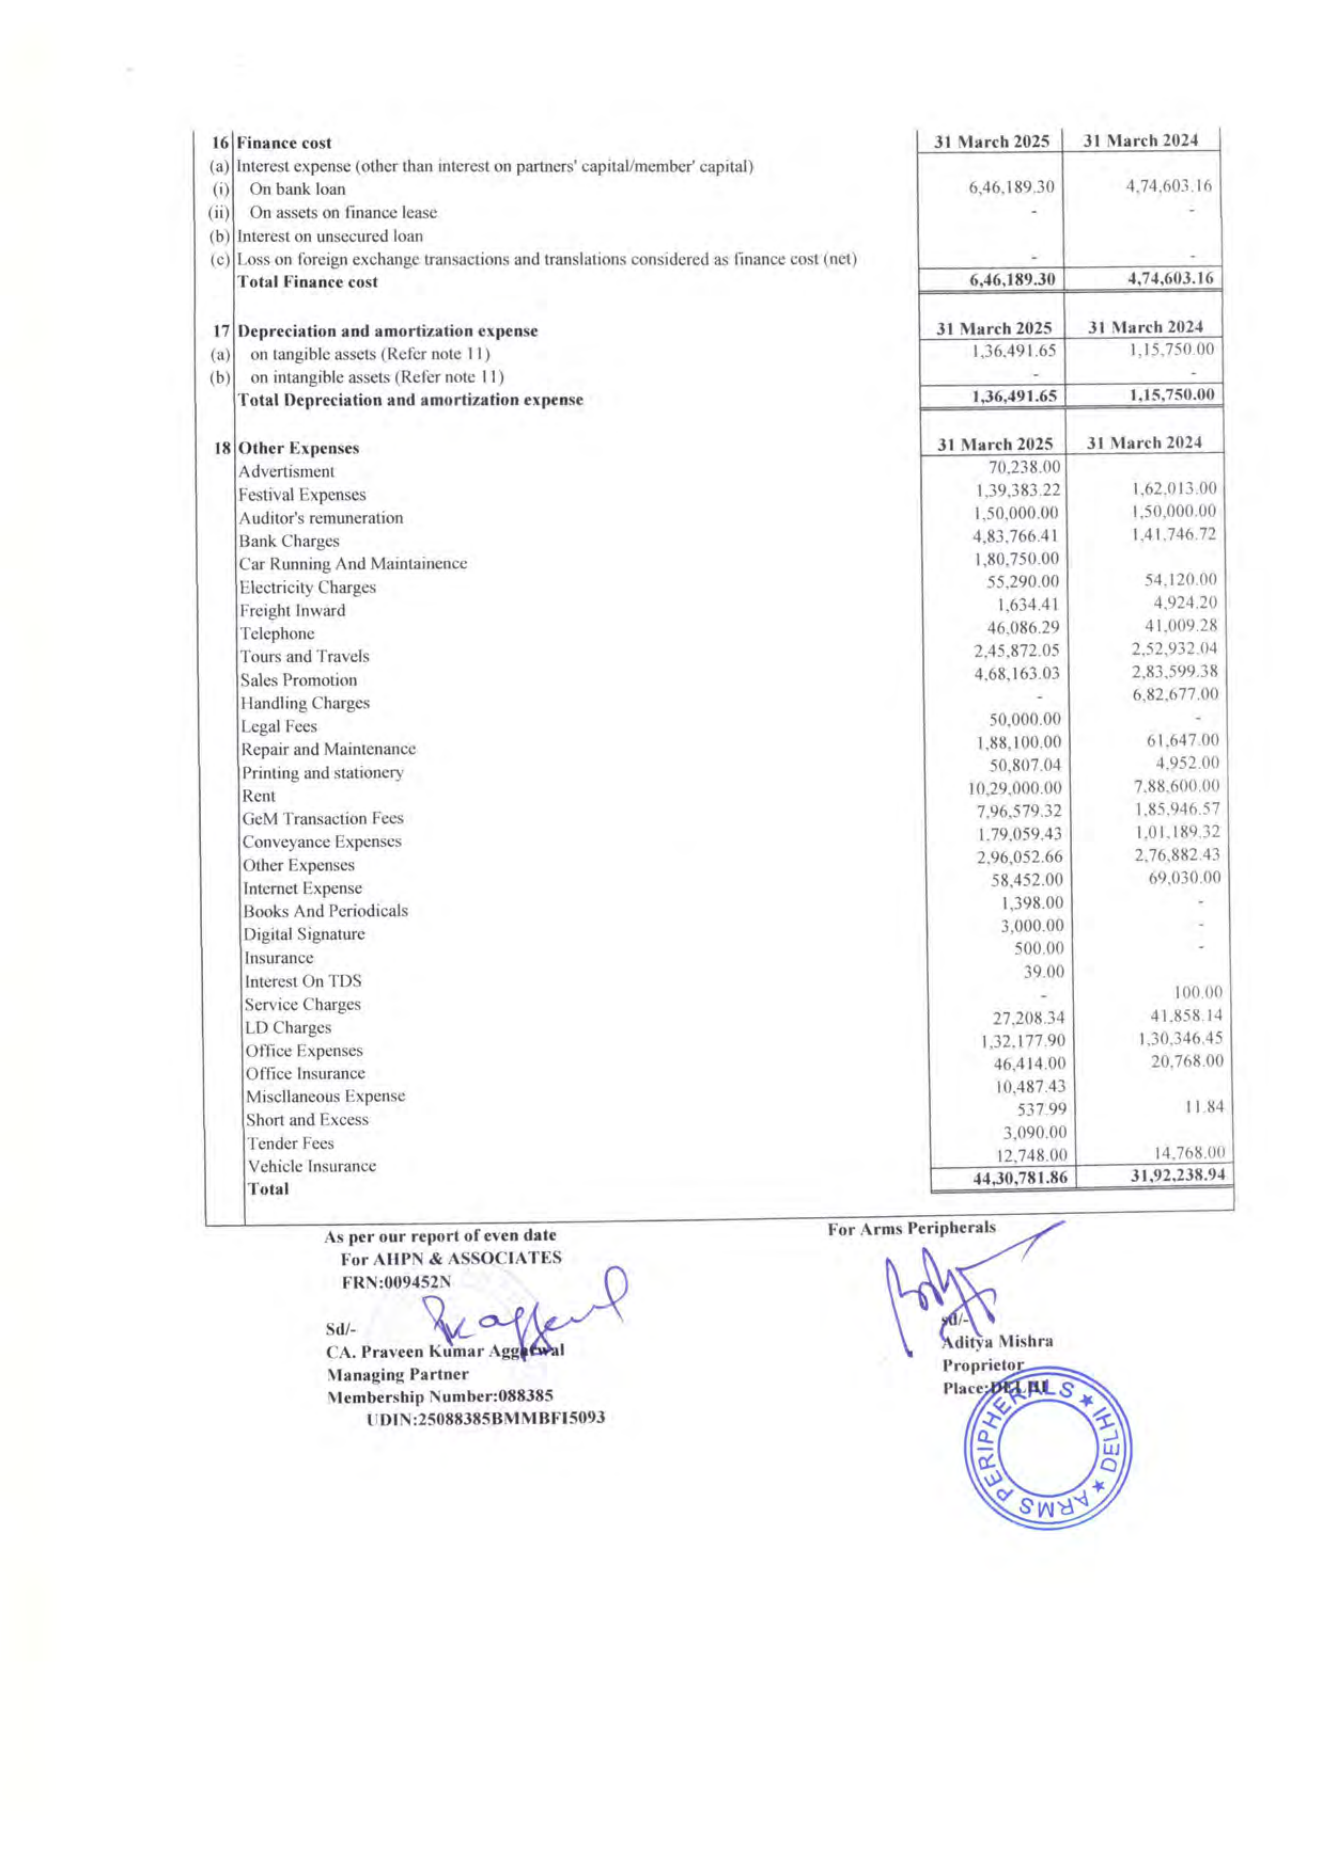 16 Finance cost 31 March 2025 31 March 2024
(a) Interest expense (other than interest on partners' capital/member' capital)
(i) On bank loan 6,46,189.30 4,74,603.16
(ii) On assets on finance lease - -
(b) Interest on unsecured loan
(c) Loss on foreign exchange transactions and translations considered as finance cost (net) - -
Total Finance cost 6,46,189.30 4,74,603.16
17 Depreciation and amortization expense 31 March 2025 31 March 2024
(a) on tangible assets (Refer note 11) 1,36,491.65 1,15,750.00
(b) on intangible assets (Refer note 11) - -
Total Depreciation and amortization expense 1,36,491.65 1,15,750.00
18 Other Expenses 31 March 2025 31 March 2024
Advertisment 70,238.00
Festival Expenses 1,39,383.22 1,62,013.00
Auditor's remuneration 1,50,000.00 1,50,000.00
Bank Charges 4,83,766.41 1,41,746.72
Car Running And Maintainence 1,80,750.00
Electricity Charges 55,290.00 54,120.00
Freight Inward 1,634.41 4,924.20
Telephone 46,086.29 41,009.28
Tours and Travels 2,45,872.05 2,52,932.04
Sales Promotion 4,68,163.03 2,83,599.38
Handling Charges - 6,82,677.00
Legal Fees 50,000.00 -
Repair and Maintenance 1,88,100.00 61,647.00
Printing and stationery 50,807.04 4,952.00
Rent 10,29,000.00 7,88,600.00
GeM Transaction Fees 7,96,579.32 1,85,946.57
Conveyance Expenses 1,79,059.43 1,01,189.32
Other Expenses 2,96,052.66 2,76,882.43
Internet Expense 58,452.00 69,030.00
Books And Periodicals 1,398.00 -
Digital Signature 3,000.00 -
Insurance 500.00 -
Interest On TDS 39.00
Service Charges - 100.00
LD Charges 27,208.34 41,858.14
Office Expenses 1,32,177.90 1,30,346.45
Office Insurance 46,414.00 20,768.00
Miscllaneous Expense 10,487.43
Short and Excess 537.99 11.84
Tender Fees 3,090.00
Vehicle Insurance 12,748.00 14,768.00
Total 44,30,781.86 31,92,238.94
As per our report of even date For Arms Peripherals
For AHPN & ASSOCIATES
FRN:009452N
Sd/- sd/-
CA. Praveen Kumar Aggarwal Aditya Mishra
Managing Partner Proprietor
Membership Number:088385 Place:DELHI
UDIN:25088385BMMBFI5093
ARMS PERIPHERALS ★ DELHI ★